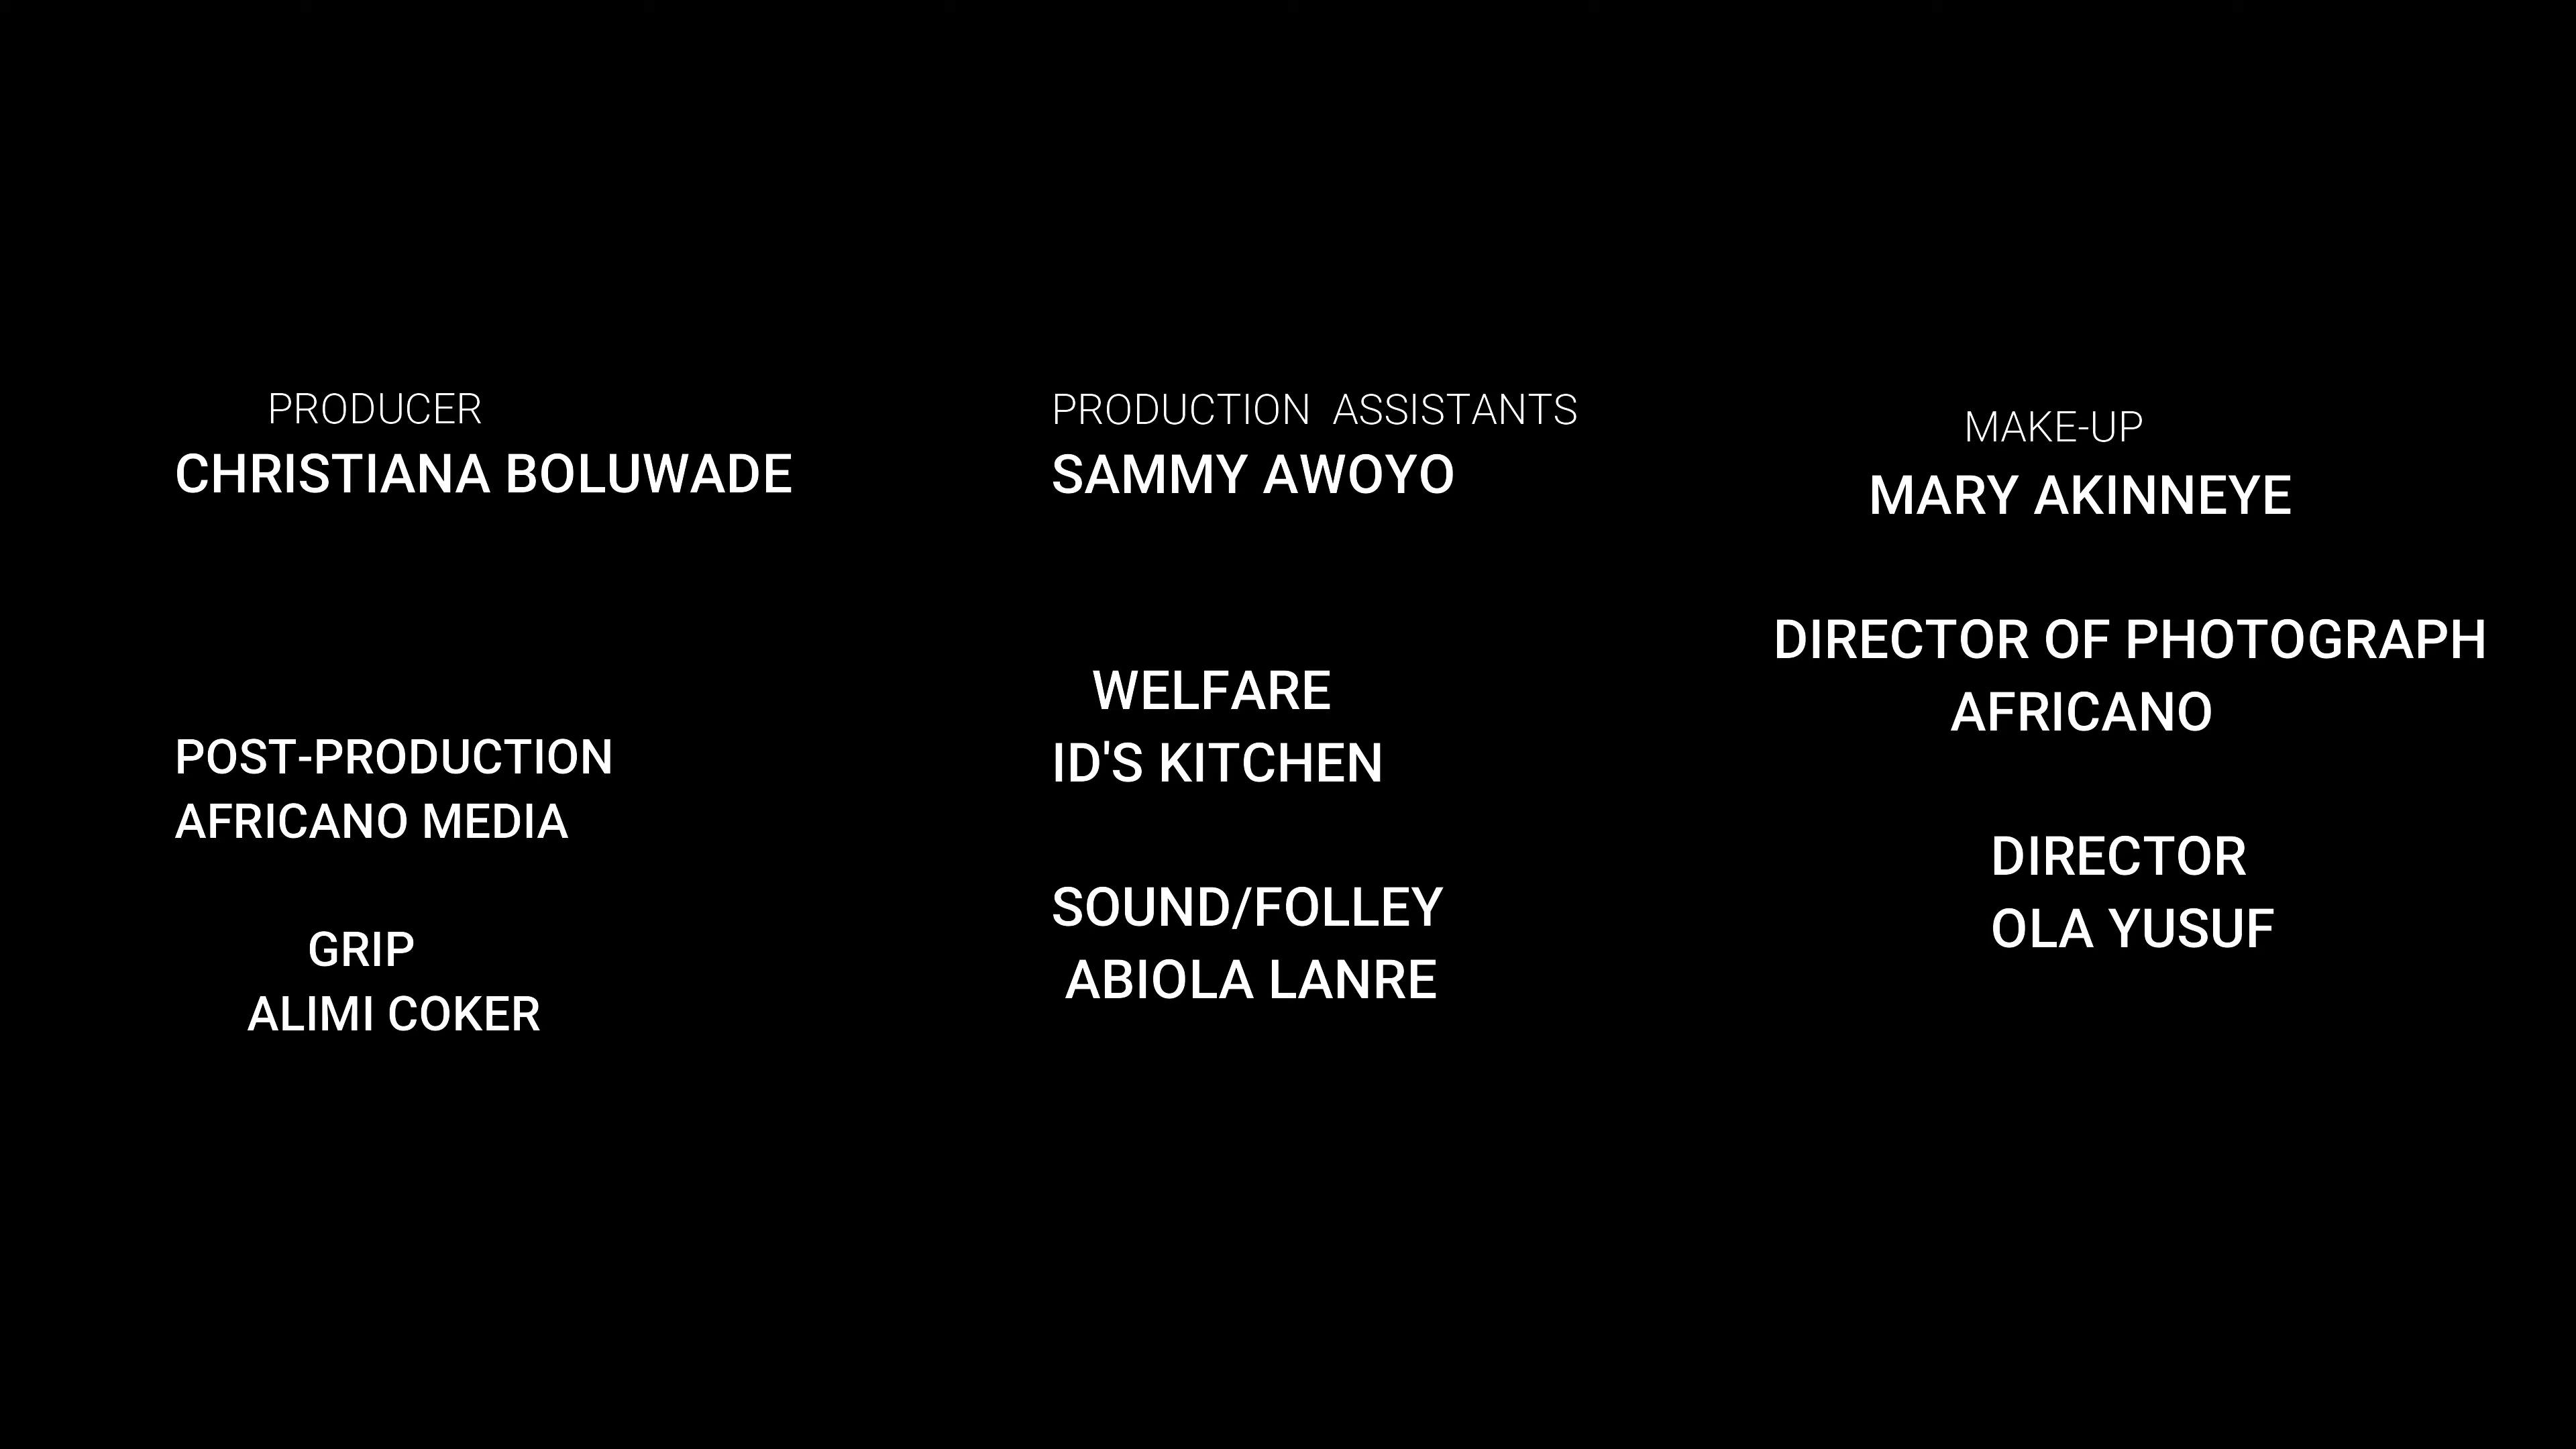 PRODUCER
CHRISTIANA BOLUWADE
POST-PRODUCTION
AFRICANO MEDIA
GRIP
ALIMI COKER
PRODUCTION ASSISTANTS
SAMMY AWOYO
WELFARE
ID'S KITCHEN
SOUND/FOLLEY
ABIOLA LANRE
MAKE-UP
MARY AKINNEYE
DIRECTOR OF PHOTOGRAPH
AFRICANO
DIRECTOR
OLA YUSUF